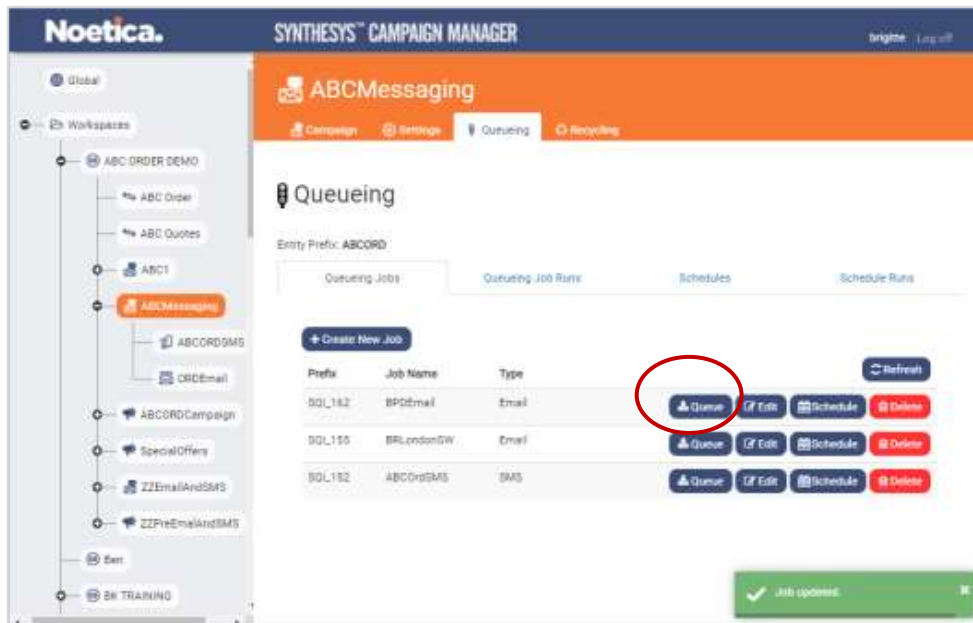 Noetica.
SYNTHESYS™ CAMPAIGN MANAGER
brigitte Log off
Global
Workspaces
ABC ORDER DEMO
ABC Order
ABC Quotes
ABC1
ABCMessaging
ABCORDSMS
ORDEmail
ABCORDCampaign
SpecialOffers
ZZEmailAndSMS
ZZPreEmailAndSMS
Ben
BK TRAINING
ABCMessaging
Campaign Settings Queueing Recycling
Queueing
Entity Prefix: ABCORD
Queueing Jobs Queueing Job Runs Schedules Schedule Runs
+ Create New Job
Refresh
Prefix Job Name Type
SQL_162 BPDEmail Email Queue Edit Schedule Delete
SQL_155 BRLondonSW Email Queue Edit Schedule Delete
SQL_152 ABCOrdSMS SMS Queue Edit Schedule Delete
Job updated.